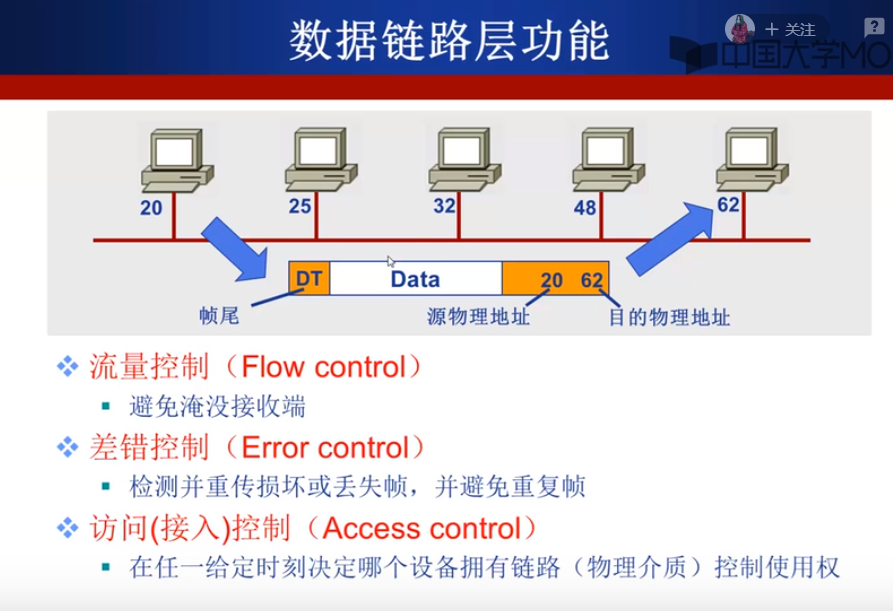 数据链路层功能
+ 关注
?
中国大学MO
20
25
32
48
62
DT
Data
20 62
帧尾
源物理地址
目的物理地址
流量控制（Flow control）
避免淹没接收端
差错控制（Error control）
检测并重传损坏或丢失帧，并避免重复帧
访问(接入)控制（Access control）
在任一给定时刻决定哪个设备拥有链路（物理介质）控制使用权